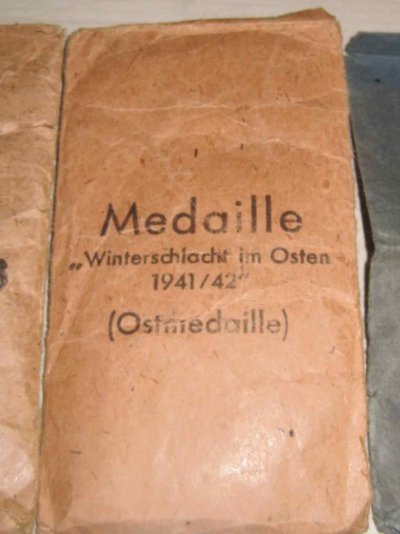 Medaille
„Winterschlacht im Osten
1941/42"
(Ostmedaille)